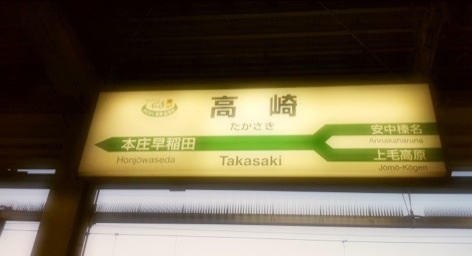 高崎
たかさき
本庄早稲田
Honjōwaseda
Takasaki
安中榛名
Annakaharuna
上毛高原
Jōmō-Kōgen